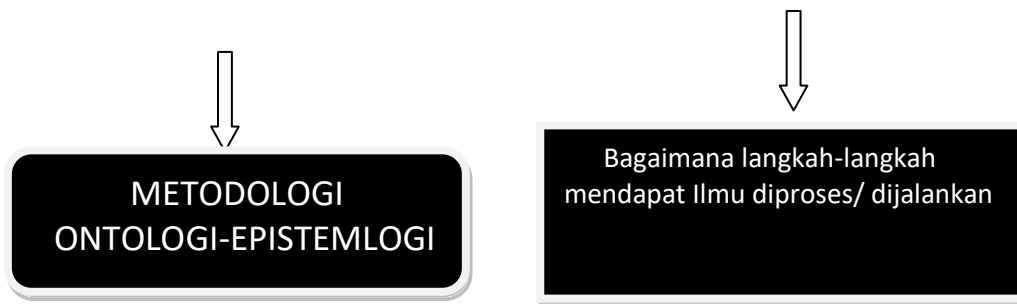 METODOLOGI
ONTOLOGI-EPISTEMLOGI
Bagaimana langkah-langkah
mendapat Ilmu diproses/ dijalankan